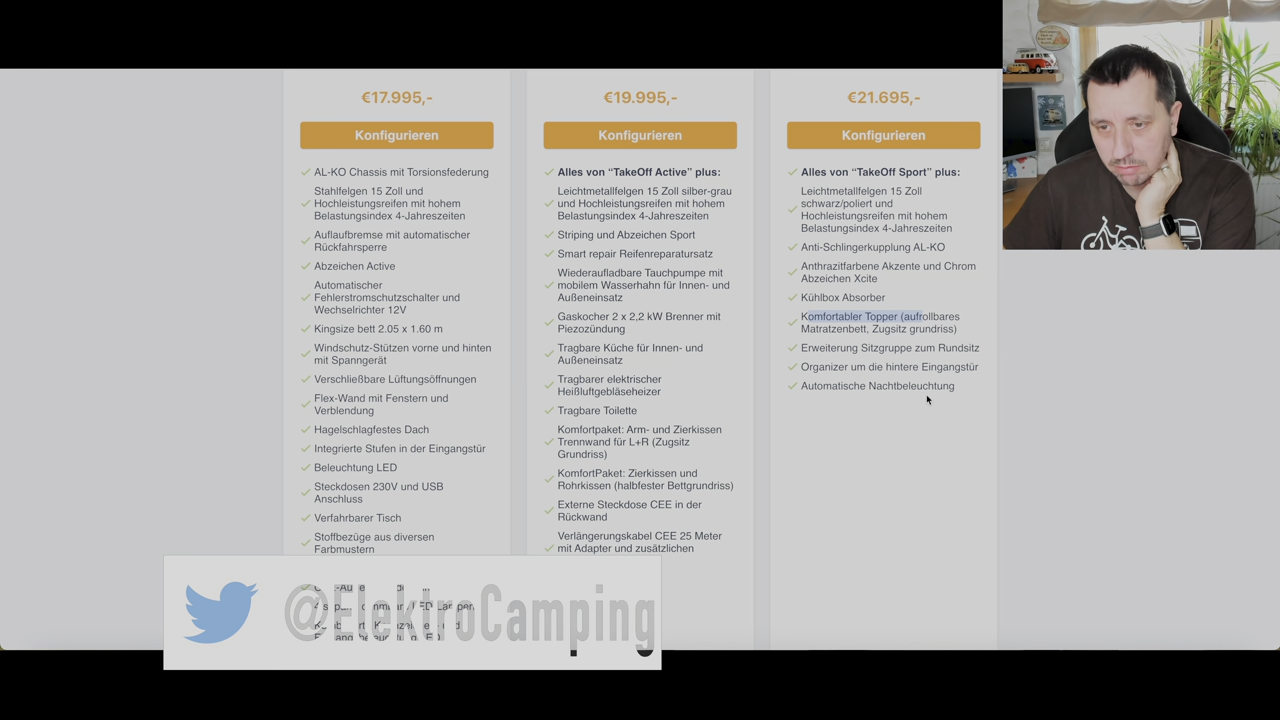 €17.995,-
Konfigurieren
AL-KO Chassis mit Torsionsfederung
Stahlfelgen 15 Zoll und
Hochleistungsreifen mit hohem
Belastungsindex 4-Jahreszeiten
Auflaufbremse mit automatischer
Rückfahrsperre
Abzeichen Active
Automatischer
Fehlerstromschutzschalter und
Wechselrichter 12V
Kingsize bett 2.05 x 1.60 m
Windschutz-Stützen vorne und hinten
mit Spanngerät
Verschließbare Lüftungsöffnungen
Flex-Wand mit Fenstern und
Verblendung
Hagelschlagfestes Dach
Integrierte Stufen in der Eingangstür
Beleuchtung LED
Steckdosen 230V und USB
Anschluss
Verfahrbarer Tisch
Stoffbezüge aus diversen
Farbmustern
€19.995,-
Konfigurieren
Alles von “TakeOff Active” plus:
Leichtmetallfelgen 15 Zoll silber-grau
und Hochleistungsreifen mit hohem
Belastungsindex 4-Jahreszeiten
Striping und Abzeichen Sport
Smart repair Reifenreparatursatz
Wiederaufladbare Tauchpumpe mit
mobilem Wasserhahn für Innen- und
Außeneinsatz
Gaskocher 2 x 2,2 kW Brenner mit
Piezozündung
Tragbare Küche für Innen- und
Außeneinsatz
Tragbarer elektrischer
Heißluftgebläseheizer
Tragbare Toilette
Komfortpaket: Arm- und Zierkissen
Trennwand für L+R (Zugsitz
Grundriss)
KomfortPaket: Zierkissen und
Rohrkissen (halbfester Bettgrundriss)
Externe Steckdose CEE in der
Rückwand
Verlängerungskabel CEE 25 Meter
mit Adapter und zusätzlichen
€21.695,-
Konfigurieren
Alles von “TakeOff Sport” plus:
Leichtmetallfelgen 15 Zoll
schwarz/poliert und
Hochleistungsreifen mit hohem
Belastungsindex 4-Jahreszeiten
Anti-Schlingerkupplung AL-KO
Anthrazitfarbene Akzente und Chrom
Abzeichen Xcite
Kühlbox Absorber
Komfortabler Topper (aufrollbares
Matratzenbett, Zugsitz grundriss)
Erweiterung Sitzgruppe zum Rundsitz
Organizer um die hintere Eingangstür
Automatische Nachtbeleuchtung
@ElektroCamping